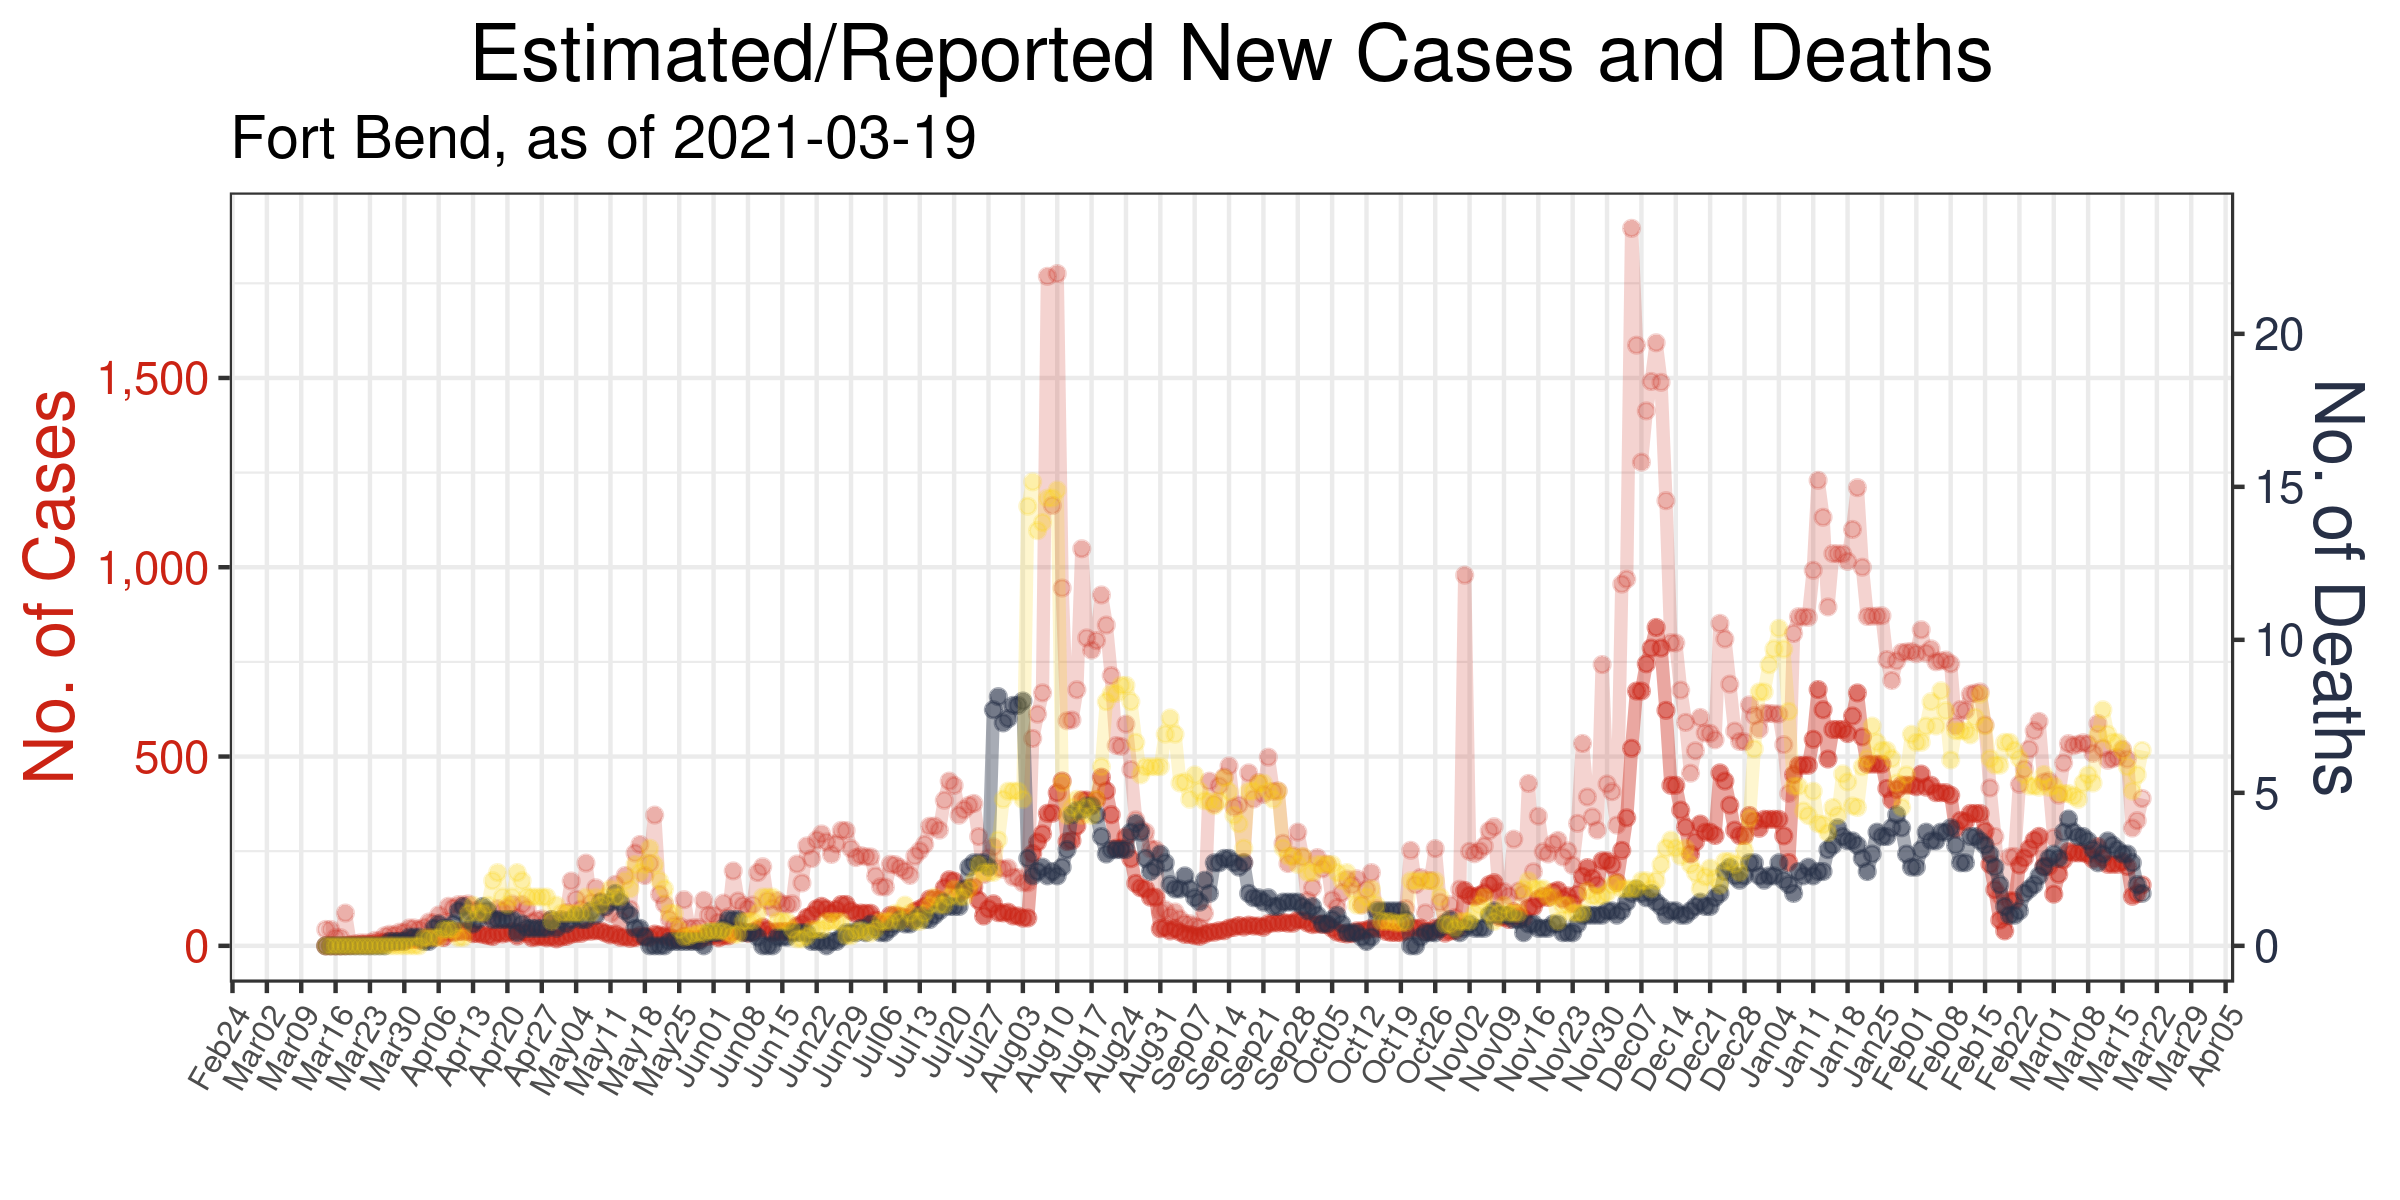 Estimated/Reported New Cases and Deaths
Fort Bend, as of 2021-03-19
No. of Cases
1,500
1,000
500
0
20
15
10
5
0
No. of Deaths
Feb24 Mar02 Mar09 Mar16 Mar23 Mar30 Apr06 Apr13 Apr20 Apr27 May04 May11 May18 May25 Jun01 Jun08 Jun15 Jun22 Jun29 Jul06 Jul13 Jul20 Jul27 Aug03 Aug10 Aug17 Aug24 Aug31 Sep07 Sep14 Sep21 Sep28 Oct05 Oct12 Oct19 Oct26 Nov02 Nov09 Nov16 Nov23 Nov30 Dec07 Dec14 Dec21 Dec28 Dec04 Jan11 Jan18 Jan25 Feb01 Feb08 Feb15 Feb22 Mar01 Mar08 Mar15 Mar22 Mar29 Apr05